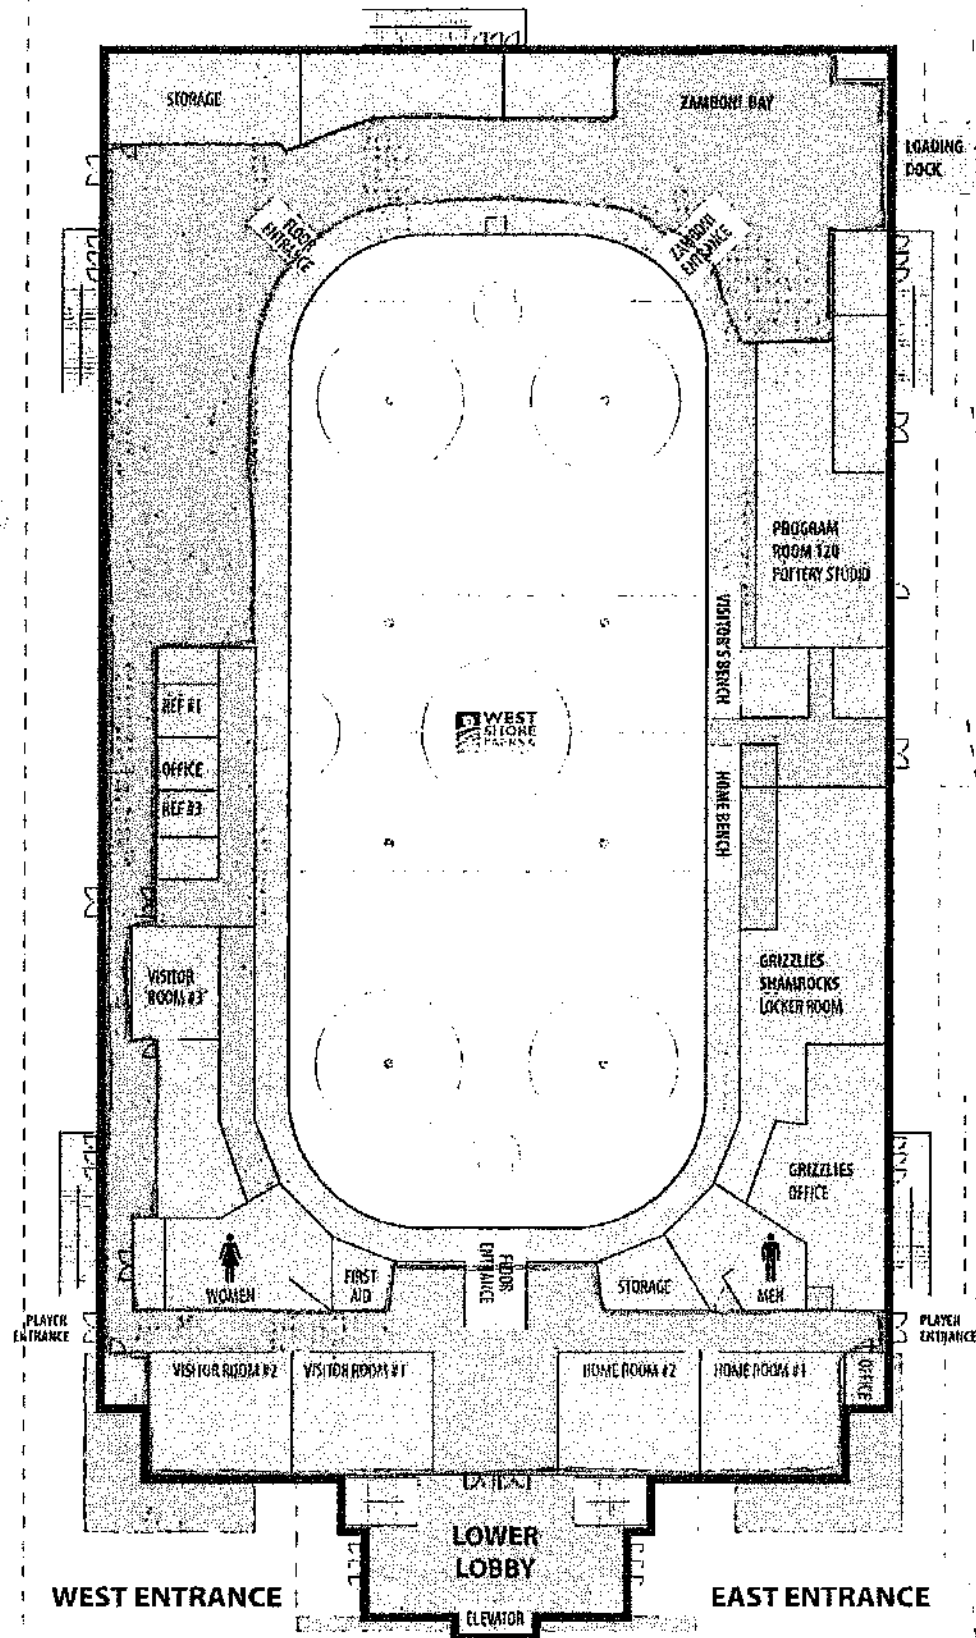 STORAGE
ZAMBONI BAY
LOADING
DOCK
FLOOR
ENTRANCE
ZAMBONI
ENTRANCE
PROGRAM
ROOM 120
POTTERY STUDIO
VISITOR'S BENCH
REF #1
WEST
SHORE
PARKS &
OFFICE
HOME BENCH
REF #3
VISITOR
ROOM #3
GRIZZLIES
SHAMROCKS
LOCKER ROOM
GRIZZLIES
OFFICE
FLOOR
ENTRANCE
WOMEN
FIRST
AID
STORAGE
MEN
PLAYER
ENTRANCE
PLAYER
ENTRANCE
VISITOR ROOM #2
VISITOR ROOM #1
HOME ROOM #2
HOME ROOM #1
OFFICE
LOWER
LOBBY
WEST ENTRANCE
EAST ENTRANCE
ELEVATOR